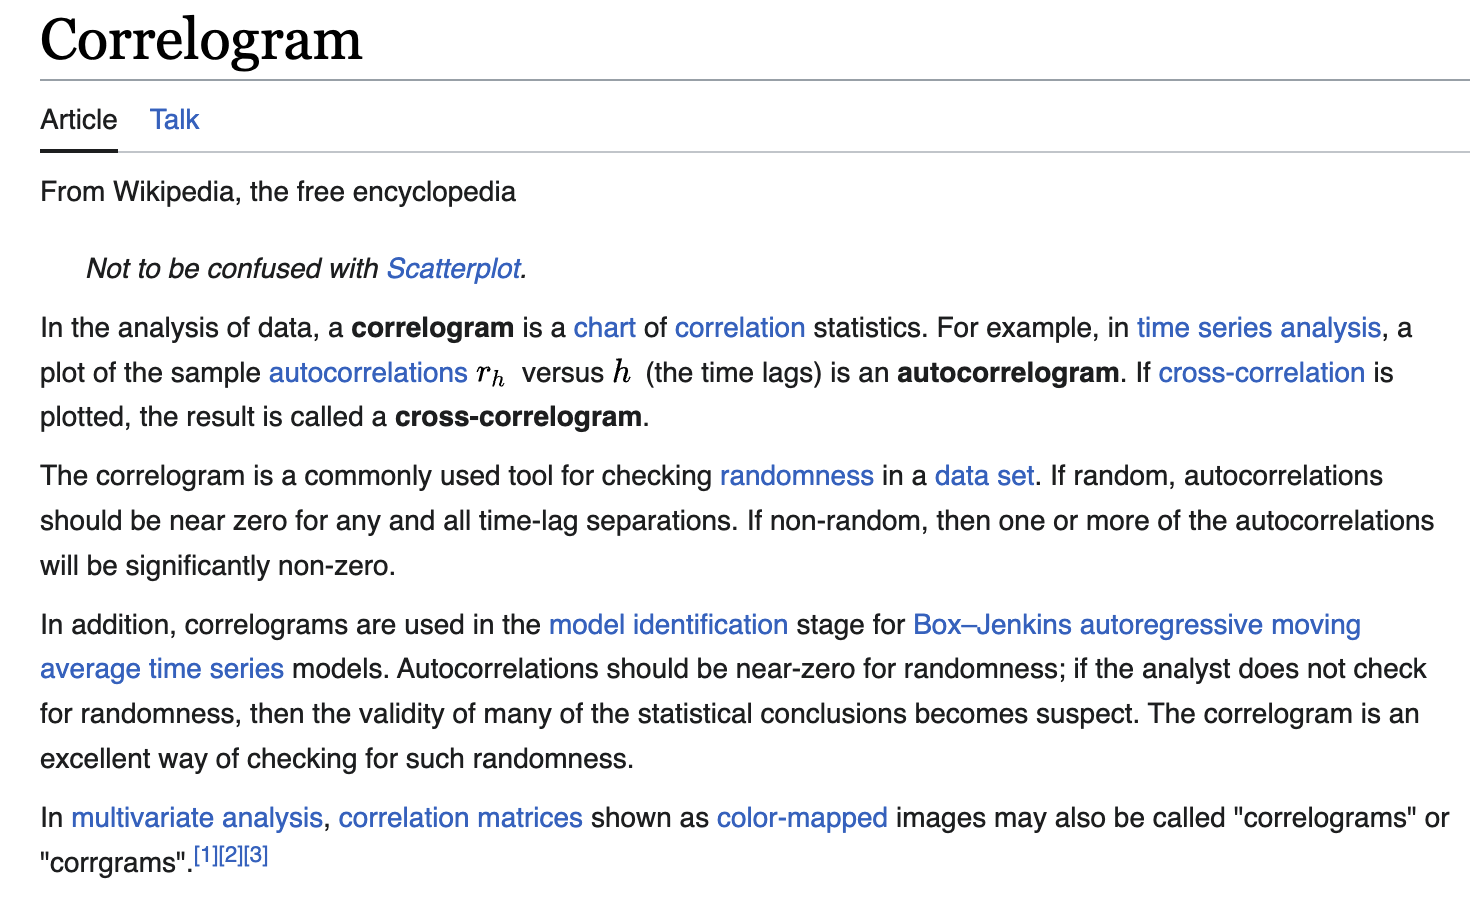 Correlogram
Article Talk
From Wikipedia, the free encyclopedia
Not to be confused with Scatterplot.
In the analysis of data, a correlogram is a chart of correlation statistics. For example, in time series analysis, a
plot of the sample autocorrelations r_h versus h (the time lags) is an autocorrelogram. If cross-correlation is
plotted, the result is called a cross-correlogram.
The correlogram is a commonly used tool for checking randomness in a data set. If random, autocorrelations
should be near zero for any and all time-lag separations. If non-random, then one or more of the autocorrelations
will be significantly non-zero.
In addition, correlograms are used in the model identification stage for Box–Jenkins autoregressive moving
average time series models. Autocorrelations should be near-zero for randomness; if the analyst does not check
for randomness, then the validity of many of the statistical conclusions becomes suspect. The correlogram is an
excellent way of checking for such randomness.
In multivariate analysis, correlation matrices shown as color-mapped images may also be called "correlograms" or
"corrgrams".[1][2][3]